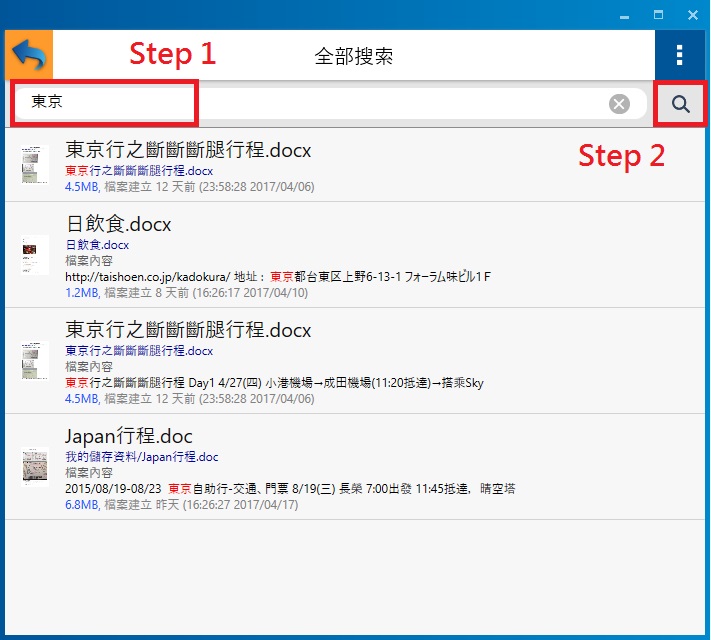 Step 1
全部搜索
東京
Step 2
東京行之斷斷斷腿行程.docx
東京行之斷斷斷腿行程.docx
4.5MB, 檔案建立 12 天前 (23:58:28 2017/04/06)
日飲食.docx
日飲食.docx
檔案內容
http://taishoen.co.jp/kadokura/ 地址： 東京都台東区上野6-13-1 フォーラム味ビル1Ｆ
1.2MB, 檔案建立 8 天前 (16:26:17 2017/04/10)
東京行之斷斷斷腿行程.docx
東京行之斷斷斷腿行程.docx
檔案內容
東京行之斷斷斷腿行程 Day1 4/27(四) 小港機場→成田機場(11:20抵達)→搭乘Sky
4.5MB, 檔案建立 12 天前 (23:58:28 2017/04/06)
Japan行程.doc
我的儲存資料/Japan行程.doc
檔案內容
2015/08/19-08/23 東京自助行-交通、門票 8/19(三) 長榮 7:00出發 11:45抵達， 晴空塔
6.8MB, 檔案建立 昨天 (16:26:27 2017/04/17)